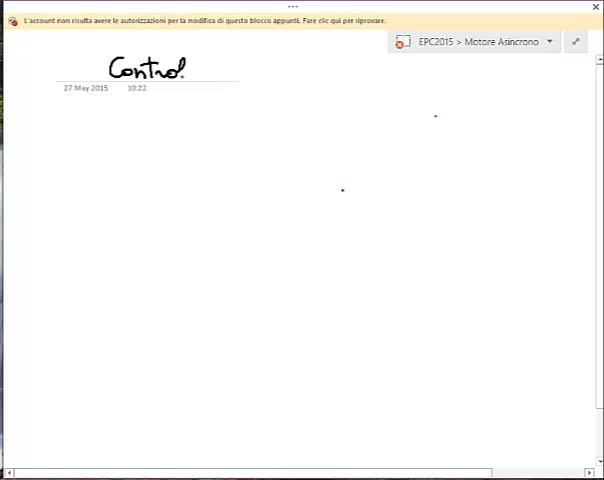 L'account non risulta avere le autorizzazioni per la modifica di questo blocco appunti. Fare clic qui per riprovare.
EPC2015 > Motore Asincrono
Control
27 May 2015 10:22